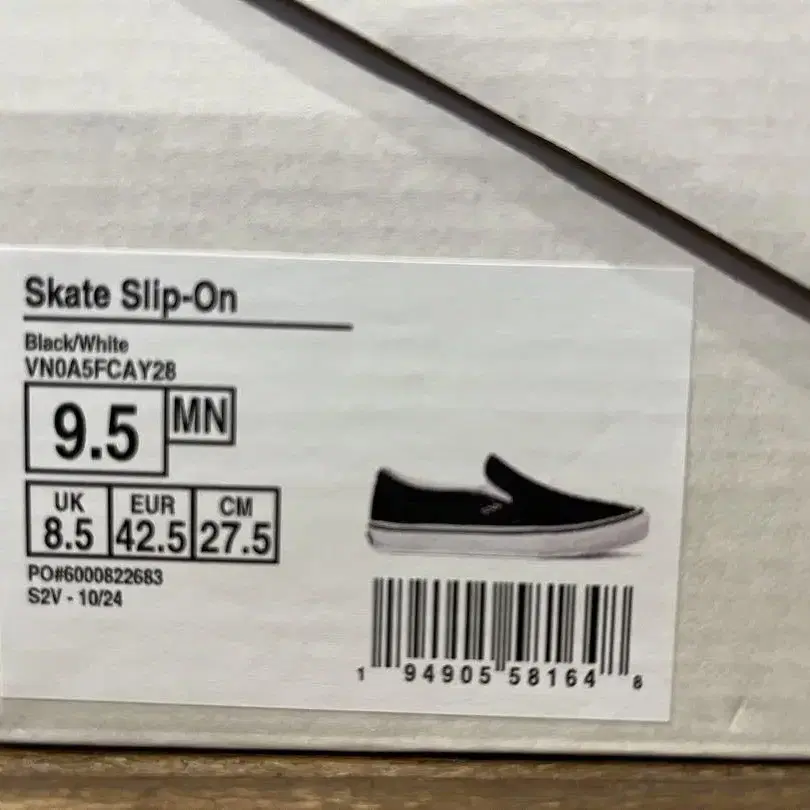 Skate Slip-On
Black/White
VN0A5FCAY28
9.5 MN
UK EUR CM
8.5 42.5 27.5
PO#6000822683
S2V - 10/24
1 94905 58164 8